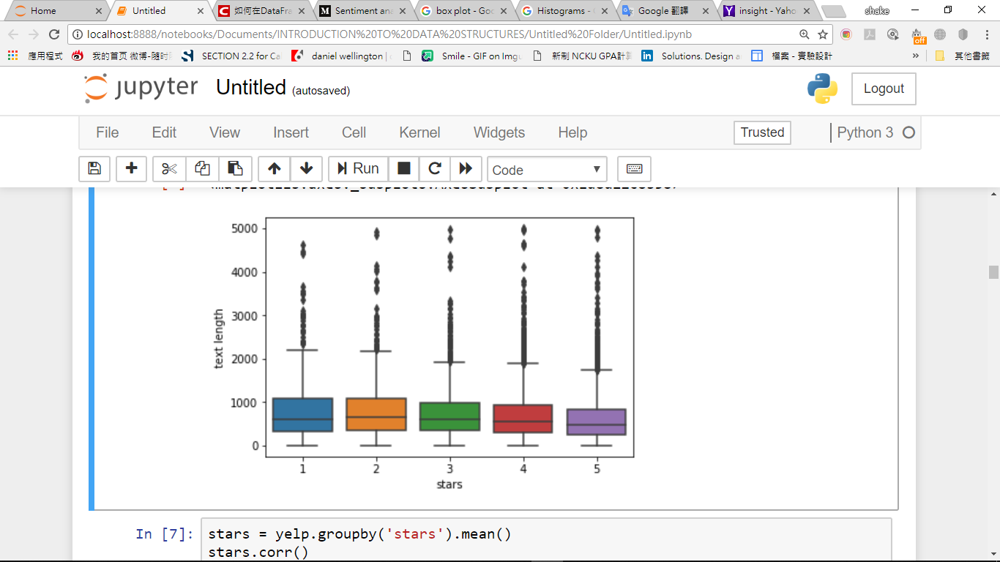 Home
Untitled
如何在DataFra
Sentiment ana
box plot - Goo
Histograms -
Google 翻譯
insight - Yaho
shake
localhost:8888/notebooks/Documents/INTRODUCTION%20TO%20DATA%20STRUCTURES/Untitled%20Folder/Untitled.ipynb
off
應用程式
我的首页 微博-随时
SECTION 2.2 for Ca
daniel wellington |
Smile - GIF on Imgu
新制 NCKU GPA計
Solutions. Design a
檔案 - 實驗設計
»
其他書籤
jupyter Untitled (autosaved)
Logout
File Edit View Insert Cell Kernel Widgets Help
Trusted
Python 3
Run
Code
5000
4000
3000
2000
1000
0
text length
1 2 3 4 5
stars
In [7]: stars = yelp.groupby('stars').mean()
stars.corr()